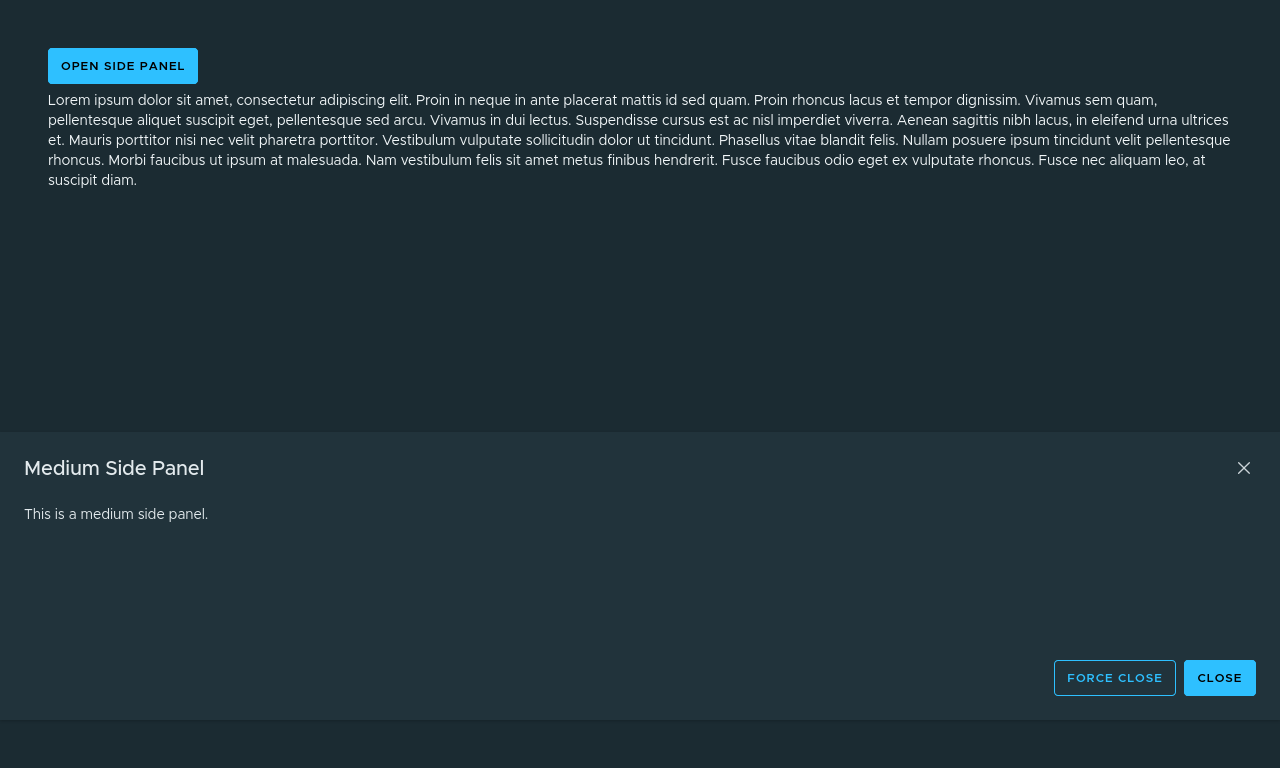 OPEN SIDE PANEL
Lorem ipsum dolor sit amet, consectetur adipiscing elit. Proin in neque in ante placerat mattis id sed quam. Proin rhoncus lacus et tempor dignissim. Vivamus sem quam,
pellentesque aliquet suscipit eget, pellentesque sed arcu. Vivamus in dui lectus. Suspendisse cursus est ac nisl imperdiet viverra. Aenean sagittis nibh lacus, in eleifend urna ultrices
et. Mauris porttitor nisi nec velit pharetra porttitor. Vestibulum vulputate sollicitudin dolor ut tincidunt. Phasellus vitae blandit felis. Nullam posuere ipsum tincidunt velit pellentesque
rhoncus. Morbi faucibus ut ipsum at malesuada. Nam vestibulum felis sit amet metus finibus hendrerit. Fusce faucibus odio eget ex vulputate rhoncus. Fusce nec aliquam leo, at
suscipit diam.
Medium Side Panel
This is a medium side panel.
FORCE CLOSE
CLOSE